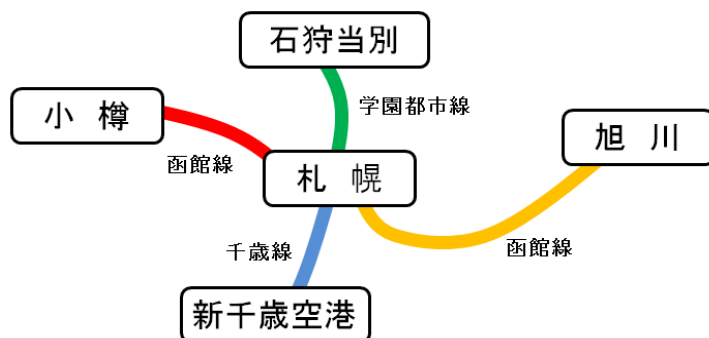 石狩当別
小樽
学園都市線
旭川
函館線
札幌
千歳線
函館線
新千歳空港